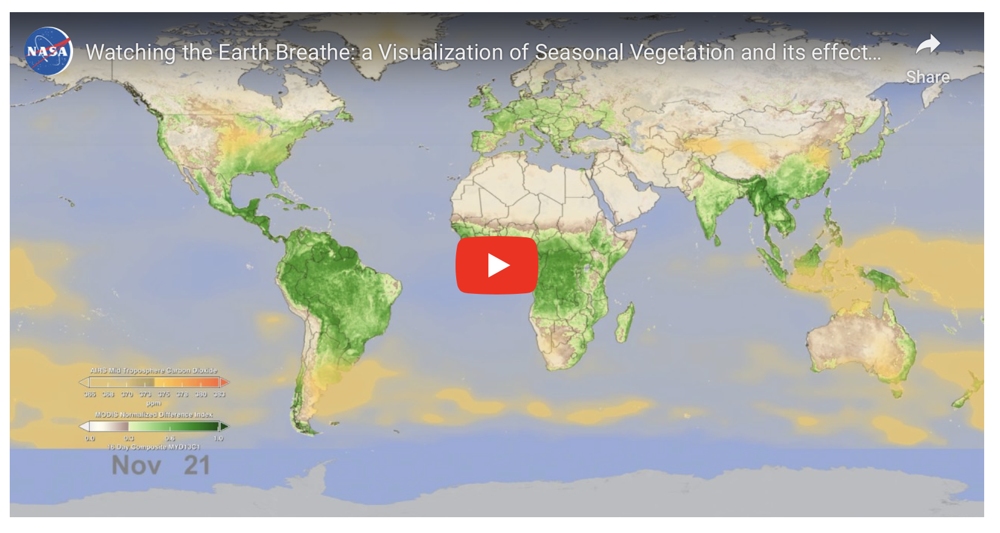 NASA
Watching the Earth Breathe: a Visualization of Seasonal Vegetation and its effect...
Share
AIRS Mid Troposphere Carbon Dioxide
365 368 370 373 375 378 380 383
ppm
MODIS Normalized Difference Index
0.0 0.3 0.6 1.0
16 Day Composite MYD13C1
Nov 21